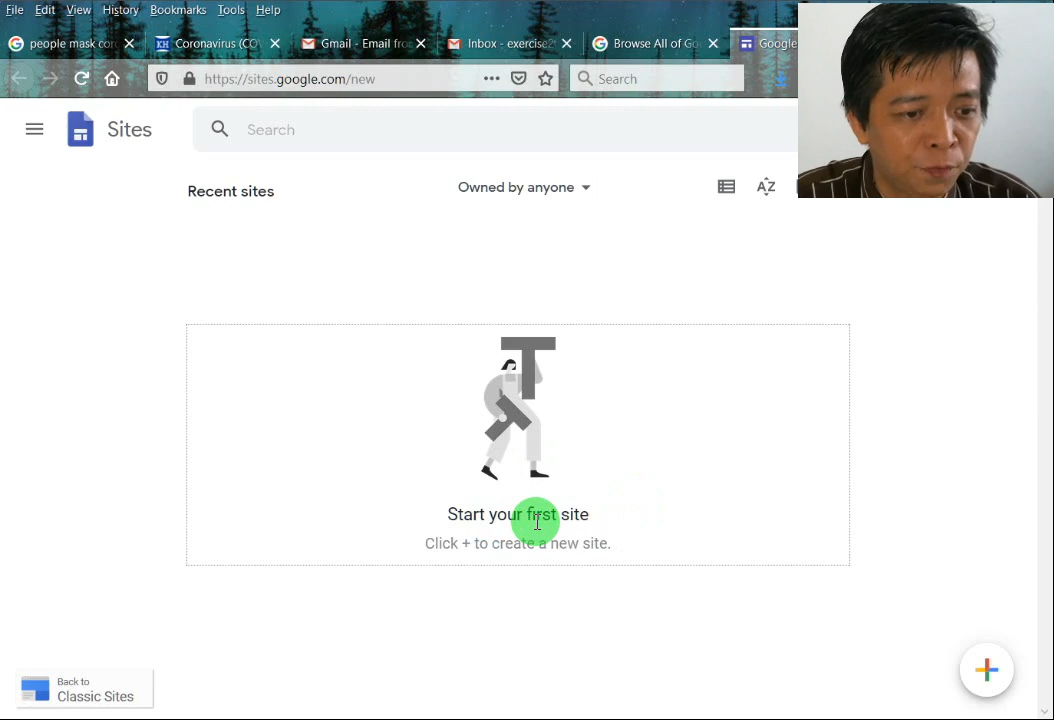 File Edit View History Bookmarks Tools Help
people mask cor Coronavirus (CO Gmail - Email fro Inbox - exercise2 Browse All of Go Google
https://sites.google.com/new Search
Sites Search
Recent sites Owned by anyone AZ
T
Start your first site
Click + to create a new site.
Back to
Classic Sites